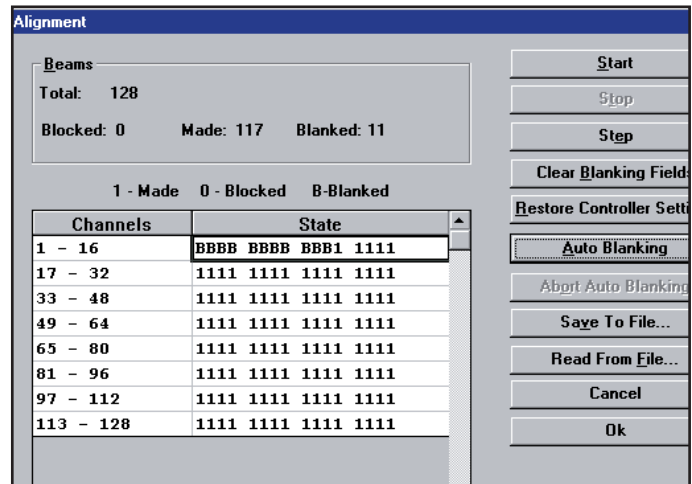 Alignment
Beams
Total: 128
Blocked: 0 Made: 117 Blanked: 11
1 - Made 0 - Blocked B-Blanked
Channels State
1 - 16 BBBB BBBB BBB1 1111
17 - 32 1111 1111 1111 1111
33 - 48 1111 1111 1111 1111
49 - 64 1111 1111 1111 1111
65 - 80 1111 1111 1111 1111
81 - 96 1111 1111 1111 1111
97 - 112 1111 1111 1111 1111
113 - 128 1111 1111 1111 1111
Start
Stop
Step
Clear Blanking Field
Restore Controller Setti
Auto Blanking
Abort Auto Blanking
Save To File...
Read From File...
Cancel
Ok